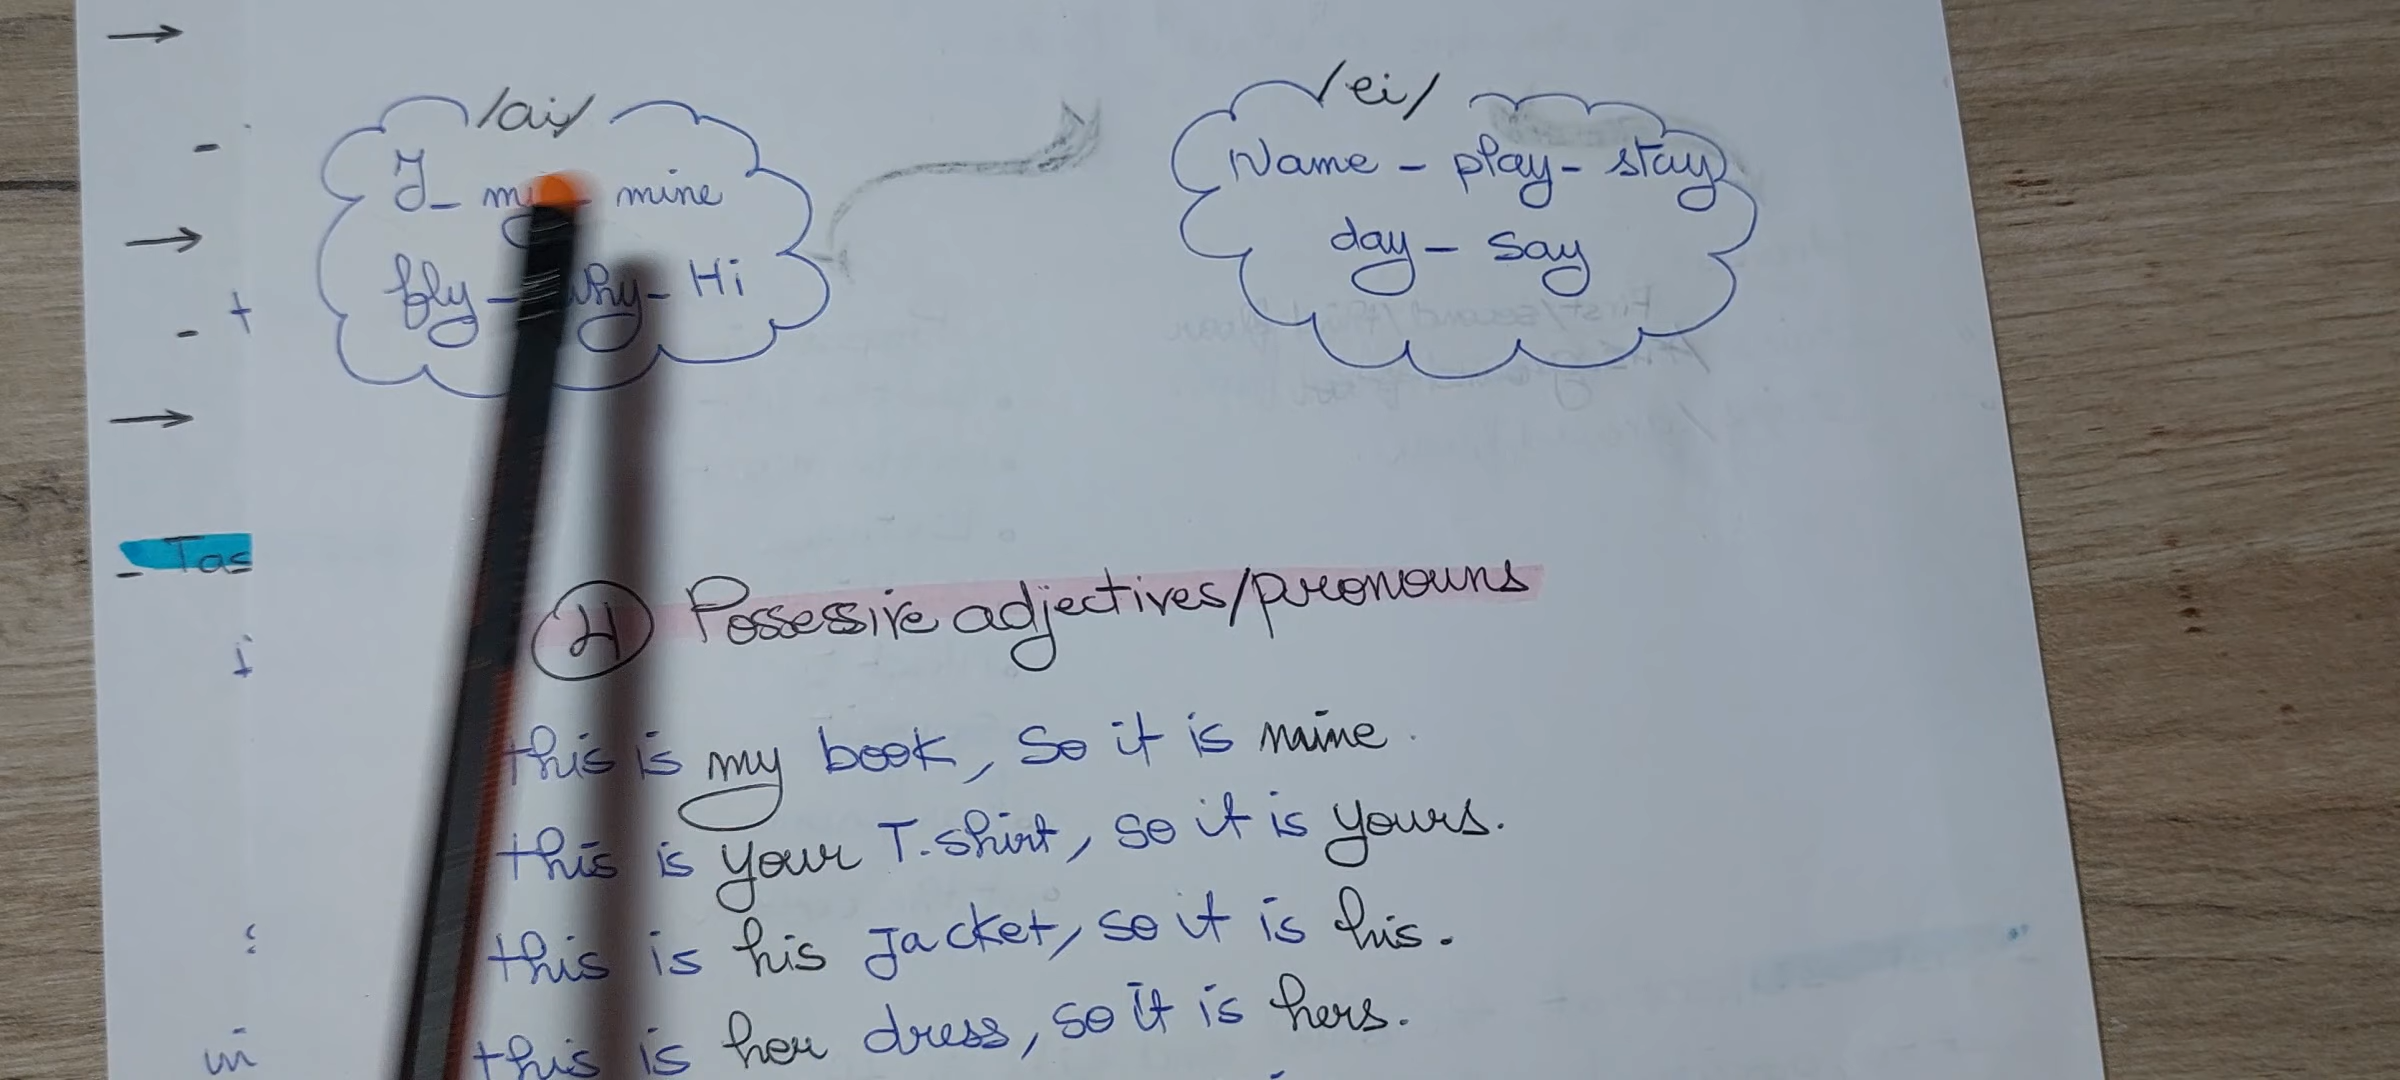 /ai/
I - my - mine
fly - why - Hi
/ei/
Name - play - stay
day - say
Tas
4 Possessive adjectives/pronouns
this is my book, so it is mine.
this is your T.shirt, so it is yours.
this is his Jacket, so it is his.
this is her dress, so it is hers.